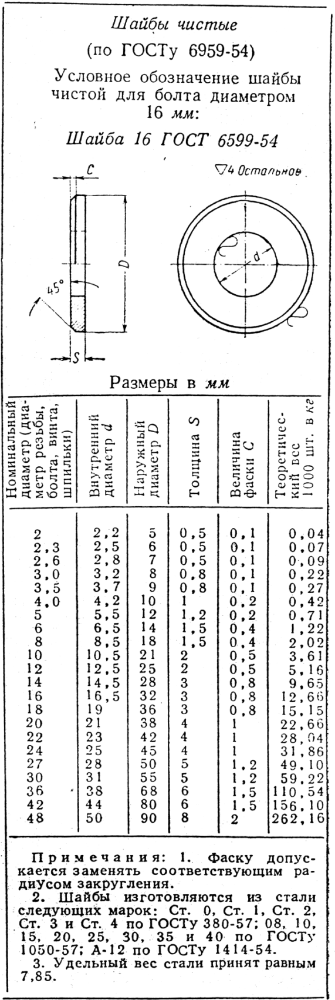 Шайбы чистые
(по ГОСТу 6959-54)
Условное обозначение шайбы
чистой для болта диаметром
16 мм:
Шайба 16 ГОСТ 6599-54
C
▽4 Остальное
D
d
45°
S
Размеры в мм
Номинальный
диаметр (диа-
метр резьбы,
болта, винта,
шпильки)
Внутренний
диаметр d
Наружный
диаметр D
Толщина S
Величина
фаски C
Теоретичес-
кий вес
1000 шт. в кг
2 2,2 5 0,5 0,1 0,04
2,3 2,5 6 0,5 0,1 0,07
2,6 2,8 7 0,5 0,1 0,09
3,0 3,2 8 0,8 0,1 0,22
3,5 3,7 9 0,8 0,1 0,27
4,0 4,2 10 1 0,2 0,42
5 5,5 12 1,2 0,2 0,71
6 6,5 14 1,5 0,4 1,22
8 8,5 18 1,5 0,4 2,02
10 10,5 21 2 0,5 3,61
12 12,5 25 2 0,5 5,16
14 14,5 28 3 0,8 9,65
16 16,5 32 3 0,8 12,66
18 19 36 3 0,8 15,15
20 21 38 4 1 22,66
22 23 42 4 1 28,04
24 25 45 4 1 31,86
27 28 50 5 1,2 49,10
30 31 55 5 1,2 59,22
36 38 68 6 1,5 110,54
42 44 80 6 1,5 156,10
48 50 90 8 2 262,16
Примечания: 1. Фаску допус-
кается заменять соответствующим ра-
диусом закругления.
2. Шайбы изготовляются из стали
следующих марок: Ст. 0, Ст. 1, Ст. 2,
Ст. 3 и Ст. 4 по ГОСТу 380-57; 08, 10,
15, 20, 25, 30, 35 и 40 по ГОСТу
1050-57; А-12 по ГОСТу 1414-54.
3. Удельный вес стали принят равным
7,85.